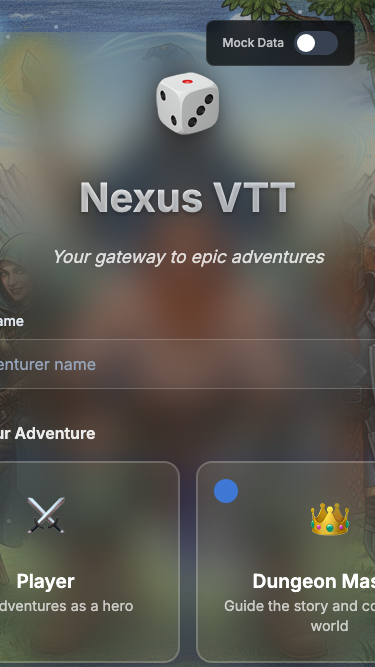 Mock Data
Nexus VTT
Your gateway to epic adventures
ame
enturer name
ur Adventure
Player
dventures as a hero
Dungeon Mas
Guide the story and co
world